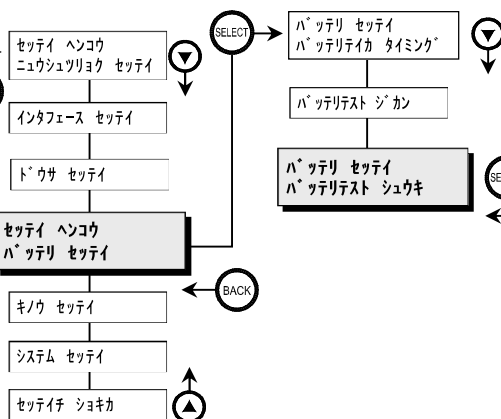 セッテイ ヘンコウ
ニュウシュツリョク セッテイ
インタフェース セッテイ
ドウサ セッテイ
セッテイ ヘンコウ
バッテリ セッテイ
キノウ セッテイ
システム セッテイ
セッテイチ ショキカ
SELECT
BACK
バッテリ セッテイ
バッテリテイカ タイミング
バッテリテスト ジカン
バッテリ セッテイ
バッテリテスト シュウキ
SE